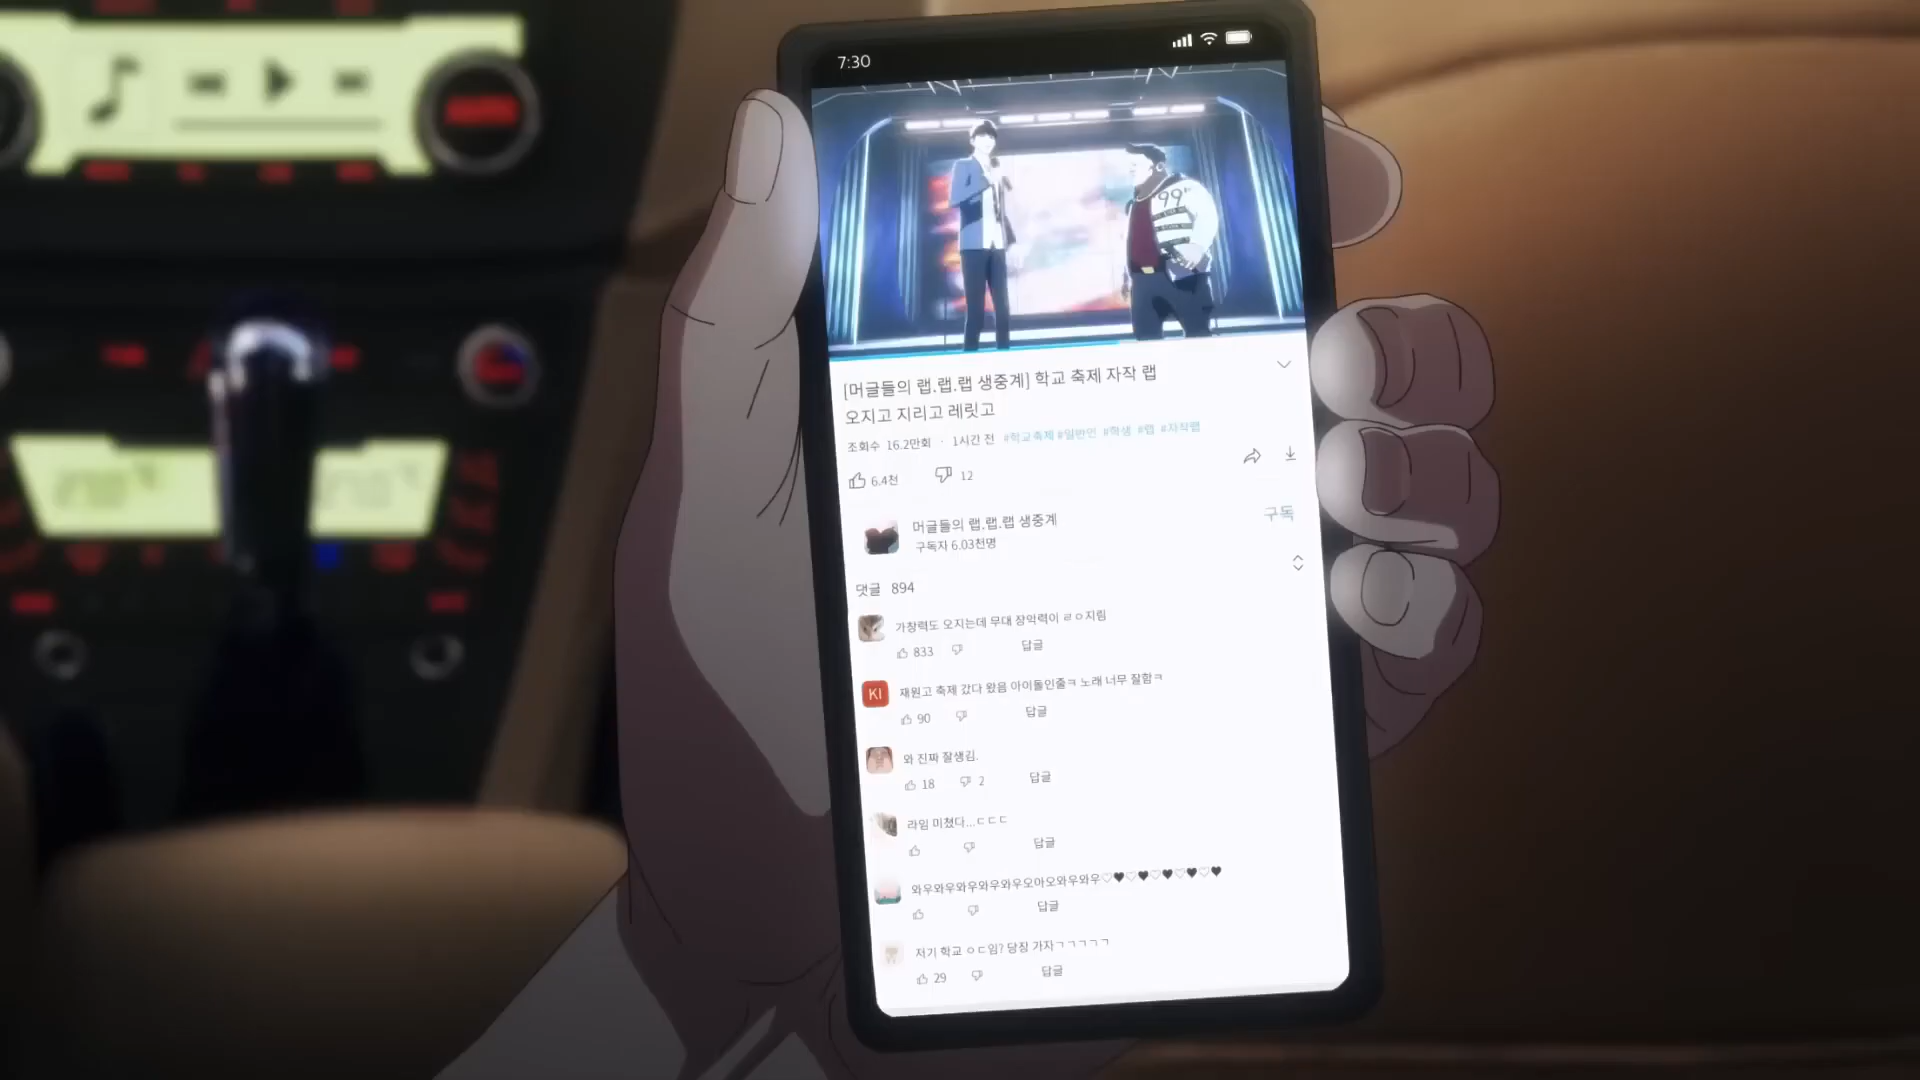 7:30
99
[머글들의 랩.랩.랩 생중계] 학교 축제 자작 랩
오지고 지리고 레릿고
조회수 16.2만회 · 1시간 전 #학교축제 #일반인 #학생 #랩 #자작랩
6.4천 12
머글들의 랩.랩.랩 생중계
구독
구독자 6.03천명
댓글 894
가창력도 오지는데 무대 장악력이 ㄹㅇ지림
833 답글
KI
재원고 축제 갔다 왔음 아이돌인줄ㅋ 노래 너무 잘함ㅋ
90 답글
와 진짜 잘생김.
18 2 답글
라임 미쳤다...ㄷㄷㄷ
답글
와우와우와우와우와우오아오와우와우♡♥♡♥♡♥♡♥♡♥
답글
저기 학교 ㅇㄷ임? 당장 가자ㄱㄱㄱㄱㄱ
29 답글